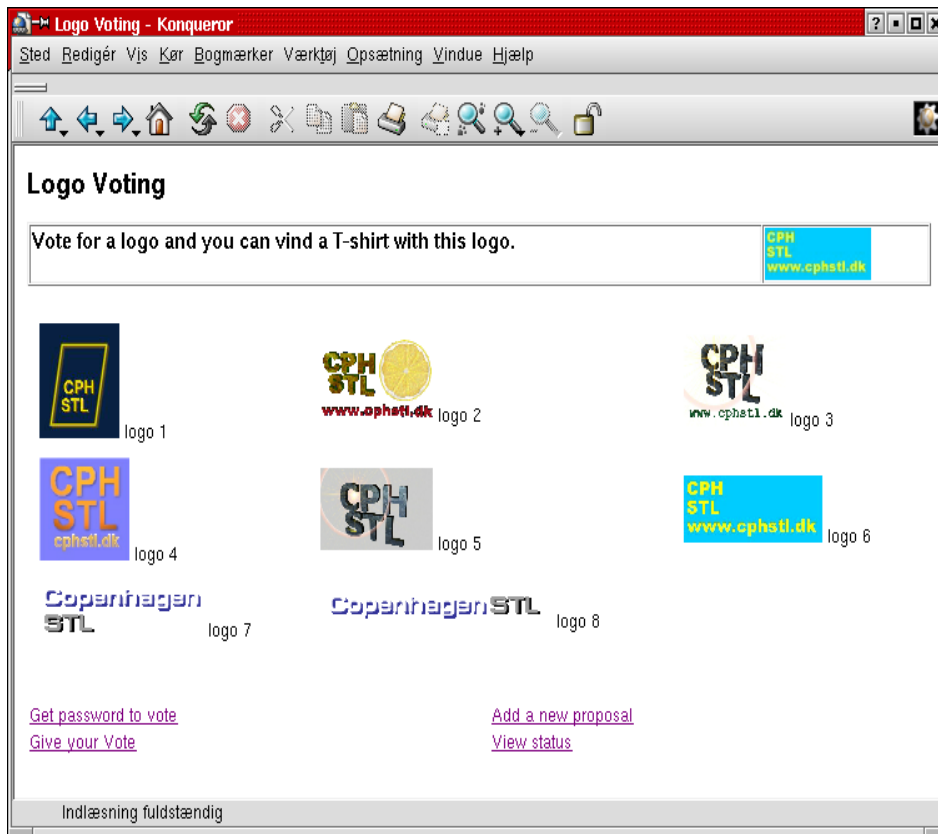 Logo Voting - Konqueror
?
Sted Redigér Vis Kør Bogmærker Værktøj Opsætning Vindue Hjælp
Logo Voting
Vote for a logo and you can vind a T-shirt with this logo.
CPH
STL
www.cphstl.dk
CPH
STL
logo 1
CPH
STL
www.cphstl.dk
logo 2
CPH
STL
www.cphstl.dk
logo 3
CPH
STL
cphstl.dk
logo 4
CPH
STL
logo 5
CPH
STL
www.cphstl.dk
logo 6
Copenhagen
STL
logo 7
Copenhagen STL
logo 8
Get password to vote
Add a new proposal
Give your Vote
View status
Indlæsning fuldstændig